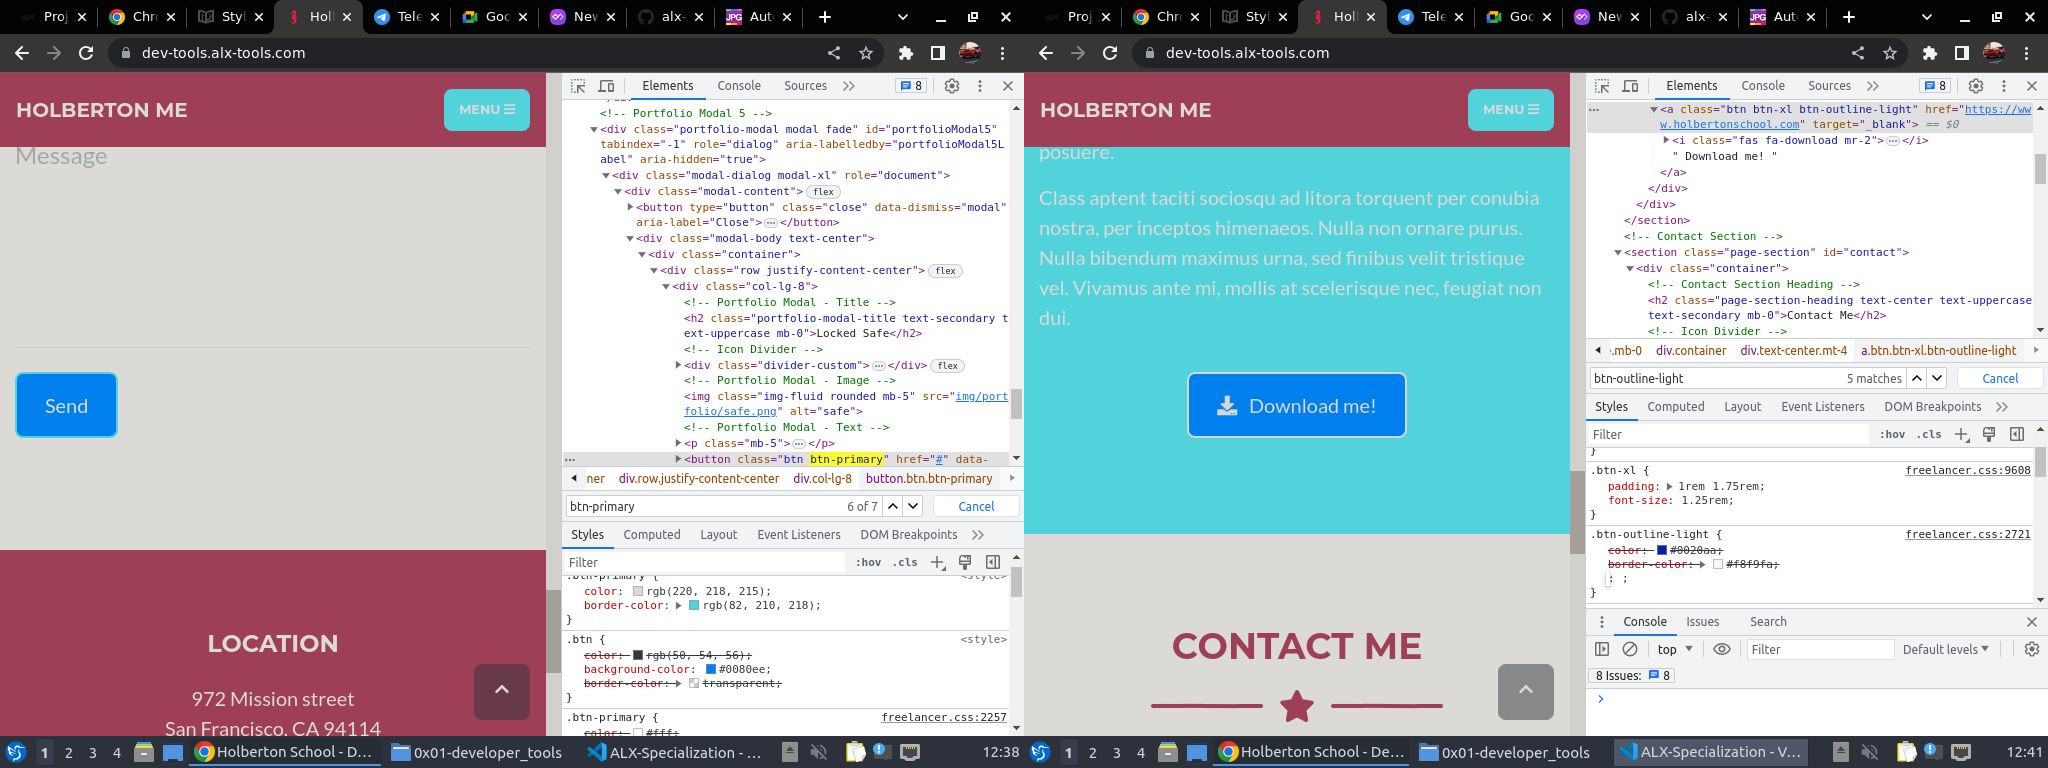 Proj
Chr
Styl
Holl
Tele
Goo
Nev
alx-
JPG
Aut
dev-tools.alx-tools.com
HOLBERTON ME
MENU
Message
Send
LOCATION
972 Mission street
San Francisco, CA 94114
Elements
Console
Sources
8
<!-- Portfolio Modal 5 -->
<div class="portfolio-modal modal fade" id="portfolioModal5"
tabindex="-1" role="dialog" aria-labelledby="portfolioModal5L
abel" aria-hidden="true">
<div class="modal-dialog modal-xl" role="document">
<div class="modal-content"> flex
<button type="button" class="close" data-dismiss="modal"
aria-label="Close"> … </button>
<div class="modal-body text-center">
<div class="container">
<div class="row justify-content-center"> flex
<div class="col-lg-8">
<!-- Portfolio Modal - Title -->
<h2 class="portfolio-modal-title text-secondary t
ext-uppercase mb-0">Locked Safe</h2>
<!-- Icon Divider -->
<div class="divider-custom"> … </div> flex
<!-- Portfolio Modal - Image -->
<img class="img-fluid rounded mb-5" src="img/port
folio/safe.png" alt="safe">
<!-- Portfolio Modal - Text -->
<p class="mb-5"> … </p>
<button class="btn btn-primary" href="#" data-
ner div.row.justify-content-center div.col-lg-8 button.btn.btn-primary
btn-primary 6 of 7 Cancel
Styles Computed Layout Event Listeners DOM Breakpoints
Filter :hov .cls
.btn-primary { <style>
color: rgb(220, 218, 215);
border-color: rgb(82, 210, 218);
}
.btn { <style>
color: rgb(50, 54, 56);
background-color: #0080ee;
border-color: transparent;
}
.btn-primary { freelancer.css:2257
color: #fff;
1 2 3 4 Holberton School - D... 0x01-developer_tools ALX-Specialization - ... 12:38
Proj
Chr
Styl
Holl
Tele
Goo
Nev
alx-
JPG
Aut
dev-tools.alx-tools.com
HOLBERTON ME
MENU
posuere.
Class aptent taciti sociosqu ad litora torquent per conubia
nostra, per inceptos himenaeos. Nulla non ornare purus.
Nulla bibendum maximus urna, sed finibus velit tristique
vel. Vivamus ante mi, mollis at scelerisque nec, feugiat non
dui.
Download me!
CONTACT ME
Elements
Console
Sources
8
<a class="btn btn-xl btn-outline-light" href="https://ww
w.holbertonschool.com" target="_blank"> == $0
<i class="fas fa-download mr-2"> … </i>
" Download me! "
</a>
</div>
</div>
</section>
<!-- Contact Section -->
<section class="page-section" id="contact">
<div class="container">
<!-- Contact Section Heading -->
<h2 class="page-section-heading text-center text-uppercase
text-secondary mb-0">Contact Me</h2>
<!-- Icon Divider -->
.mb-0 div.container div.text-center.mt-4 a.btn.btn-xl.btn-outline-light
btn-outline-light 5 matches Cancel
Styles Computed Layout Event Listeners DOM Breakpoints
Filter :hov .cls
}
.btn-xl { freelancer.css:9608
padding: 1rem 1.75rem;
font-size: 1.25rem;
}
.btn-outline-light { freelancer.css:2721
color: #0020aa;
border-color: #f8f9fa;
: ;
}
Console Issues Search
top Filter Default levels
8 Issues: 8
1 2 3 4 Holberton School - De... 0x01-developer_tools ALX-Specialization - V... 12:41